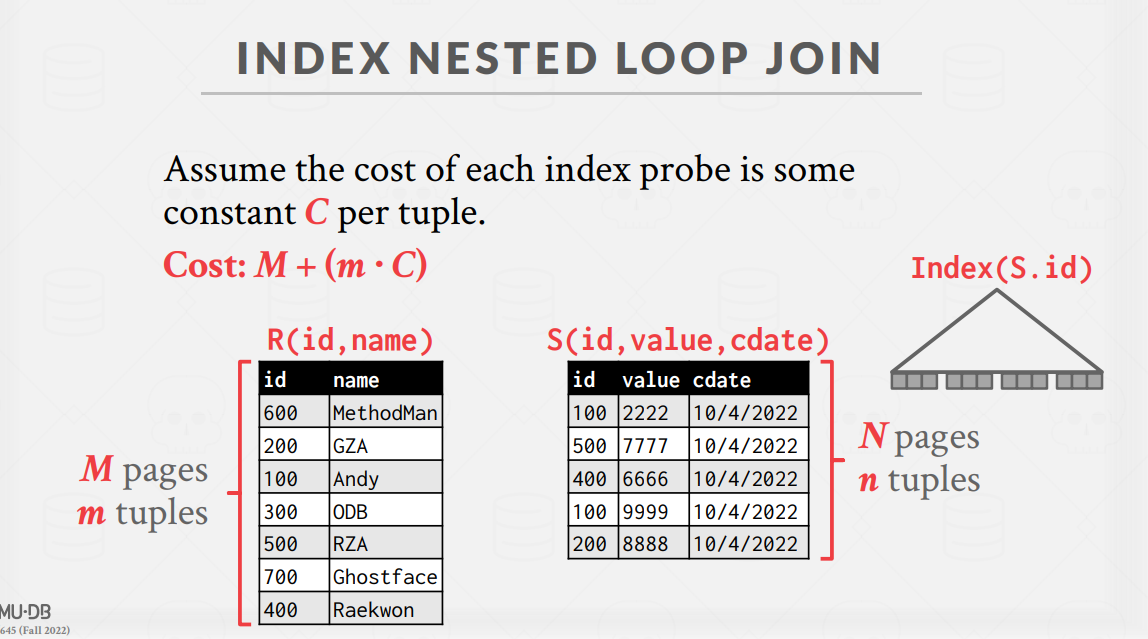 INDEX NESTED LOOP JOIN
Assume the cost of each index probe is some
constant C per tuple.
Cost: M + (m · C)
Index(S.id)
R(id,name)
id name
600 MethodMan
200 GZA
100 Andy
300 ODB
500 RZA
700 Ghostface
400 Raekwon
M pages
m tuples
S(id,value,cdate)
id value cdate
100 2222 10/4/2022
500 7777 10/4/2022
400 6666 10/4/2022
100 9999 10/4/2022
200 8888 10/4/2022
N pages
n tuples
MU·DB
645 (Fall 2022)